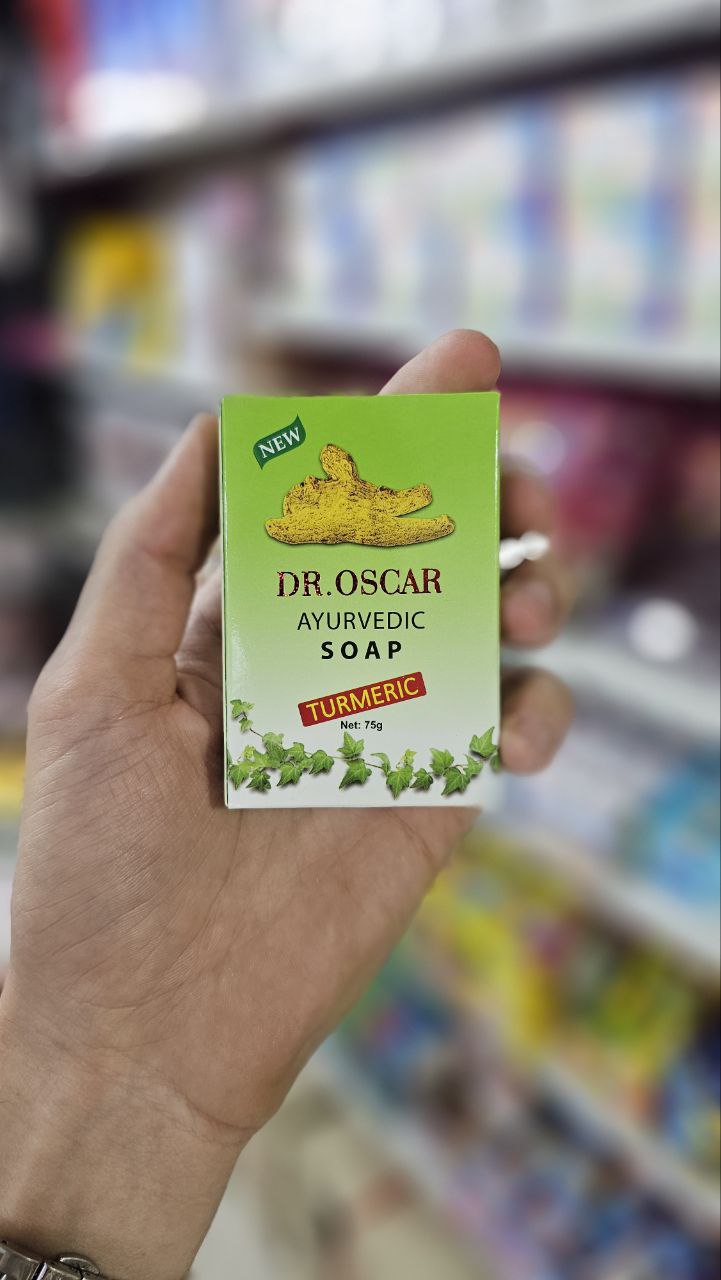 NEW
DR.OSCAR
AYURVEDIC
SOAP
TURMERIC
Net: 75g